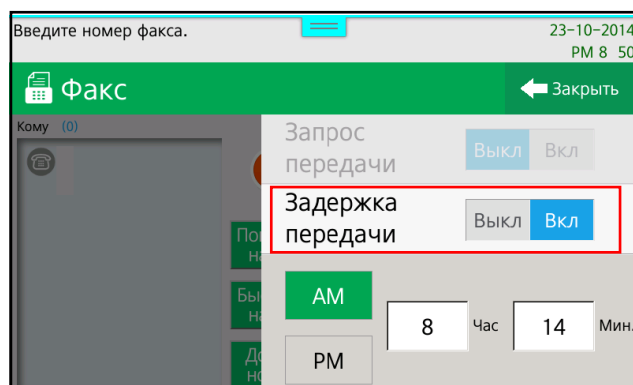 Введите номер факса.
23-10-2014
PM 8 50
Факс
Закрыть
Кому (0)
Запрос
передачи
Выкл Вкл
Задержка
передачи
Выкл Вкл
AM
8 Час 14 Мин.
PM